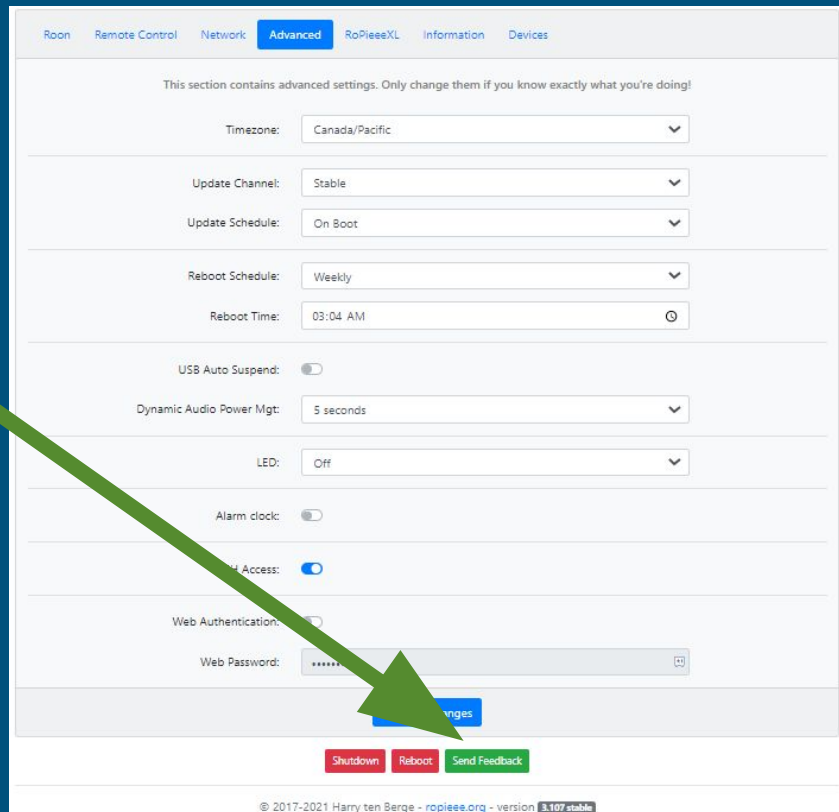 Roon Remote Control Network Advanced RoPieeeXL Information Devices
This section contains advanced settings. Only change them if you know exactly what you're doing!
Timezone: Canada/Pacific
Update Channel: Stable
Update Schedule: On Boot
Reboot Schedule: Weekly
Reboot Time: 03:04 AM
USB Auto Suspend:
Dynamic Audio Power Mgt: 5 seconds
LED: Off
Alarm clock:
Access:
Web Authentication:
Web Password:
Shutdown Reboot Send Feedback
© 2017-2021 Harry ten Berge - ropieee.org - version 3.107 stable